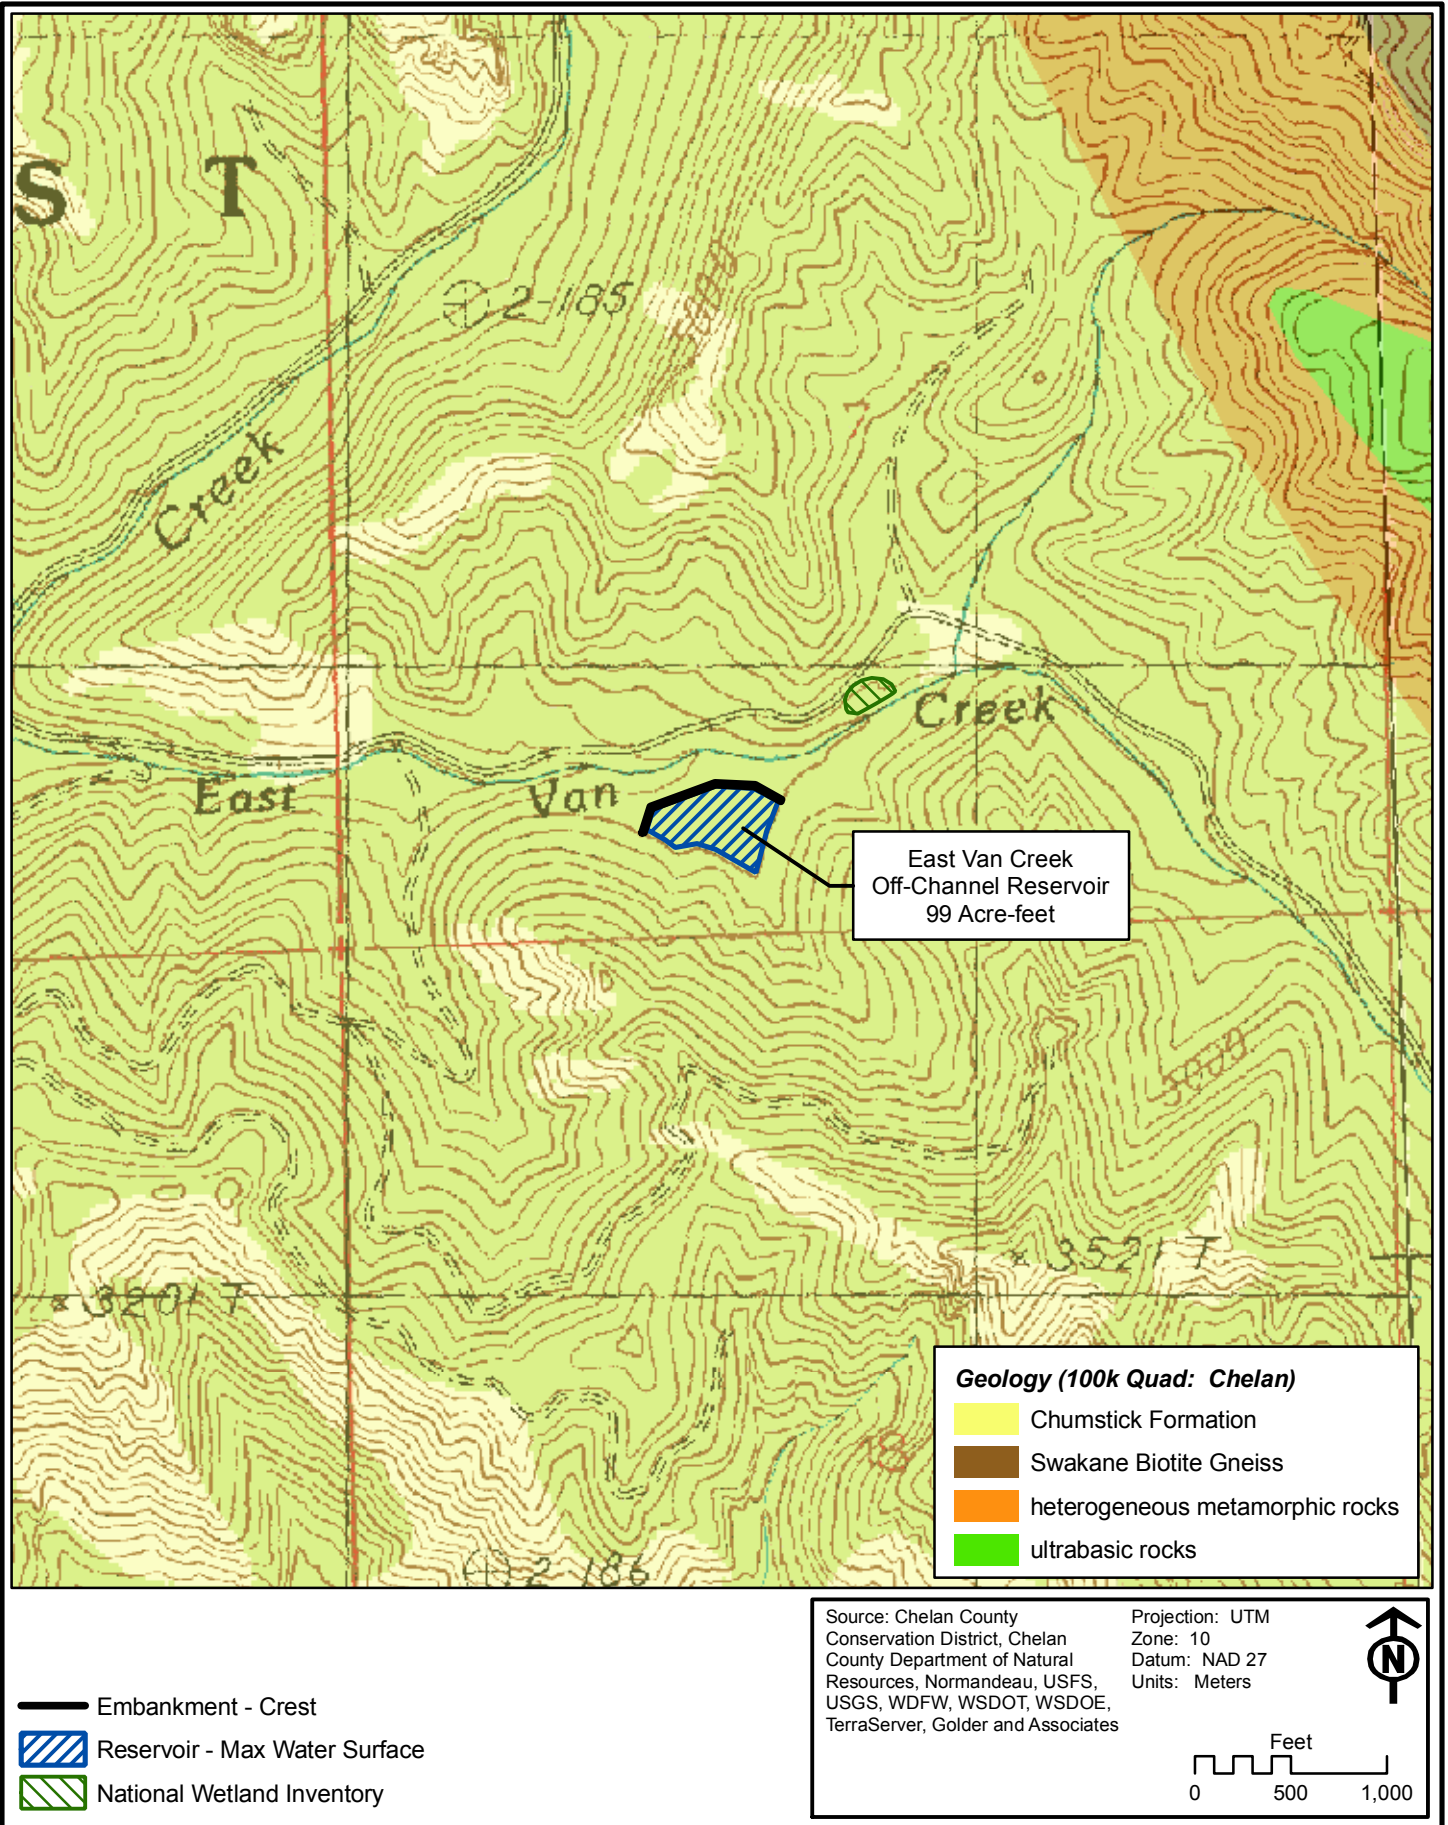 S T
2-185
3000
Creek
7
Creek
East Van
East Van Creek
Off-Channel Reservoir
99 Acre-feet
3000
x 3521 T
x 3201 T
18
2-186
Geology (100k Quad: Chelan)
Chumstick Formation
Swakane Biotite Gneiss
heterogeneous metamorphic rocks
ultrabasic rocks
Embankment - Crest
Reservoir - Max Water Surface
National Wetland Inventory
Source: Chelan County
Conservation District, Chelan
County Department of Natural
Resources, Normandeau, USFS,
USGS, WDFW, WSDOT, WSDOE,
TerraServer, Golder and Associates
Projection: UTM
Zone: 10
Datum: NAD 27
Units: Meters
N
Feet
0 500 1,000